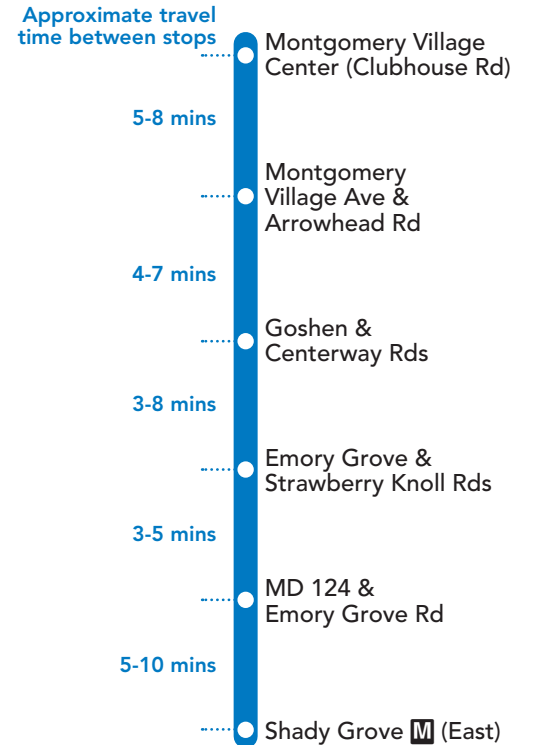 Approximate travel
time between stops
Montgomery Village
Center (Clubhouse Rd)
5-8 mins
Montgomery
Village Ave &
Arrowhead Rd
4-7 mins
Goshen &
Centerway Rds
3-8 mins
Emory Grove &
Strawberry Knoll Rds
3-5 mins
MD 124 &
Emory Grove Rd
5-10 mins
Shady Grove M (East)